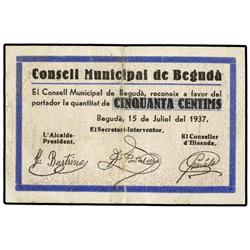 Consell Municipal de Begudà
El Consell Municipal de Begudà, reconeix a favor del
portador la quantitat de CINQUANTA CENTIMS
Begudà, 15 de Juliol de 1937.
El Secretari-Interventor,
L'Alcalde-
President,
El Conseller
d'Hisenda,